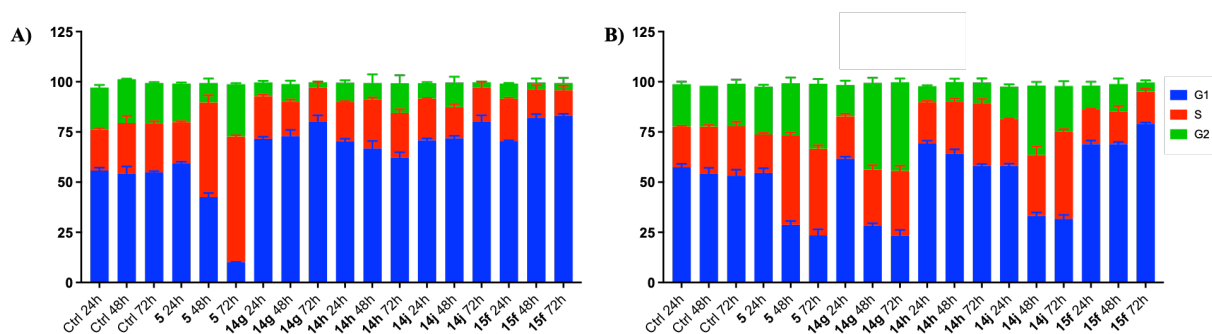 A)
125
100
75
50
25
0
Ctrl 24h
Ctrl 48h
Ctrl 72h
5 24h
5 48h
5 72h
14g 24h
14g 48h
14g 72h
14h 24h
14h 48h
14h 72h
14j 24h
14j 48h
14j 72h
15f 24h
15f 48h
15f 72h
B)
125
100
75
50
25
0
Ctrl 24h
Ctrl 48h
Ctrl 72h
5 24h
5 48h
5 72h
14g 24h
14g 48h
14g 72h
14h 24h
14h 48h
14h 72h
14j 24h
14j 48h
14j 72h
15f 24h
15f 48h
15f 72h
G1
S
G2